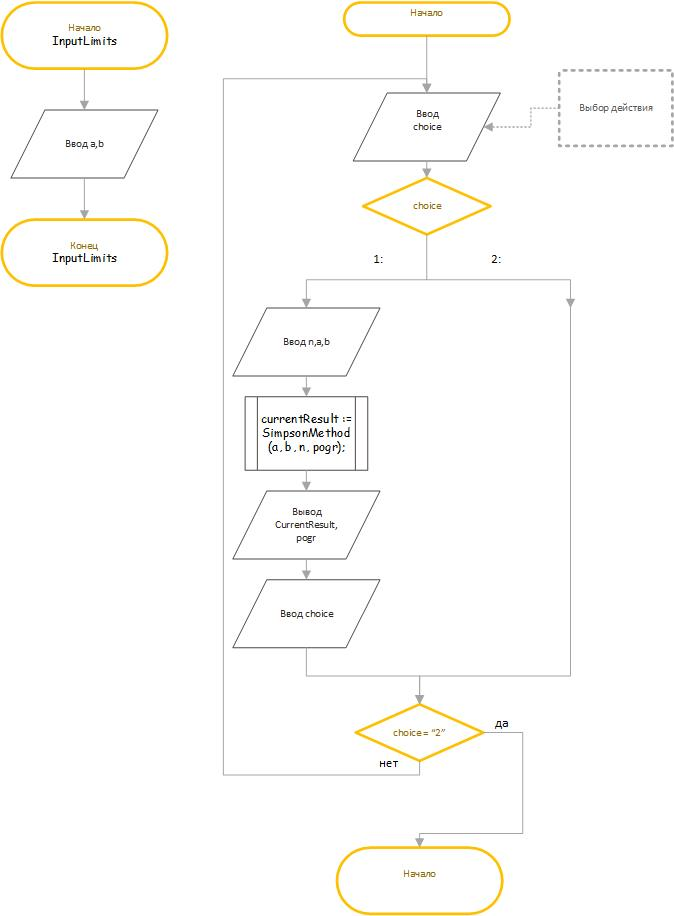 Начало
InputLimits
Ввод a,b
Конец
InputLimits
Начало
Ввод
choice
Выбор действия
choice
1:
2:
Ввод n,a,b
currentResult :=
SimpsonMethod
(a, b, n, pogr);
Вывод
CurrentResult,
pogr
Ввод choice
choice = “2”
да
нет
Начало